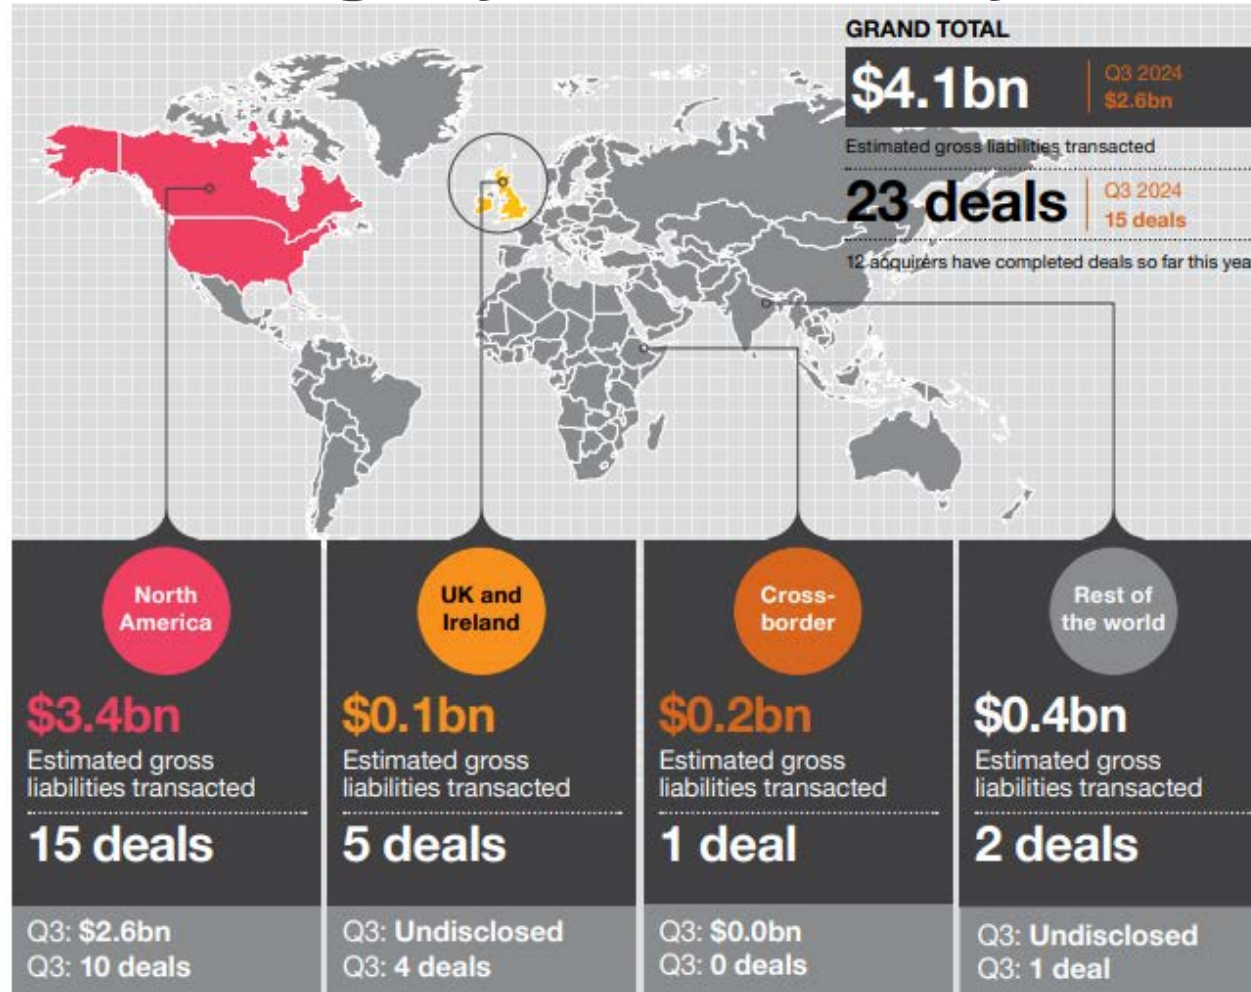 GRAND TOTAL
$4.1bn
Q3 2024
$2.6bn
Estimated gross liabilities transacted
23 deals
Q3 2024
15 deals
12 acquirers have completed deals so far this yea
North
America
$3.4bn
Estimated gross
liabilities transacted
15 deals
Q3: $2.6bn
Q3: 10 deals
UK and
Ireland
$0.1bn
Estimated gross
liabilities transacted
5 deals
Q3: Undisclosed
Q3: 4 deals
Cross-
border
$0.2bn
Estimated gross
liabilities transacted
1 deal
Q3: $0.0bn
Q3: 0 deals
Rest of
the world
$0.4bn
Estimated gross
liabilities transacted
2 deals
Q3: Undisclosed
Q3: 1 deal